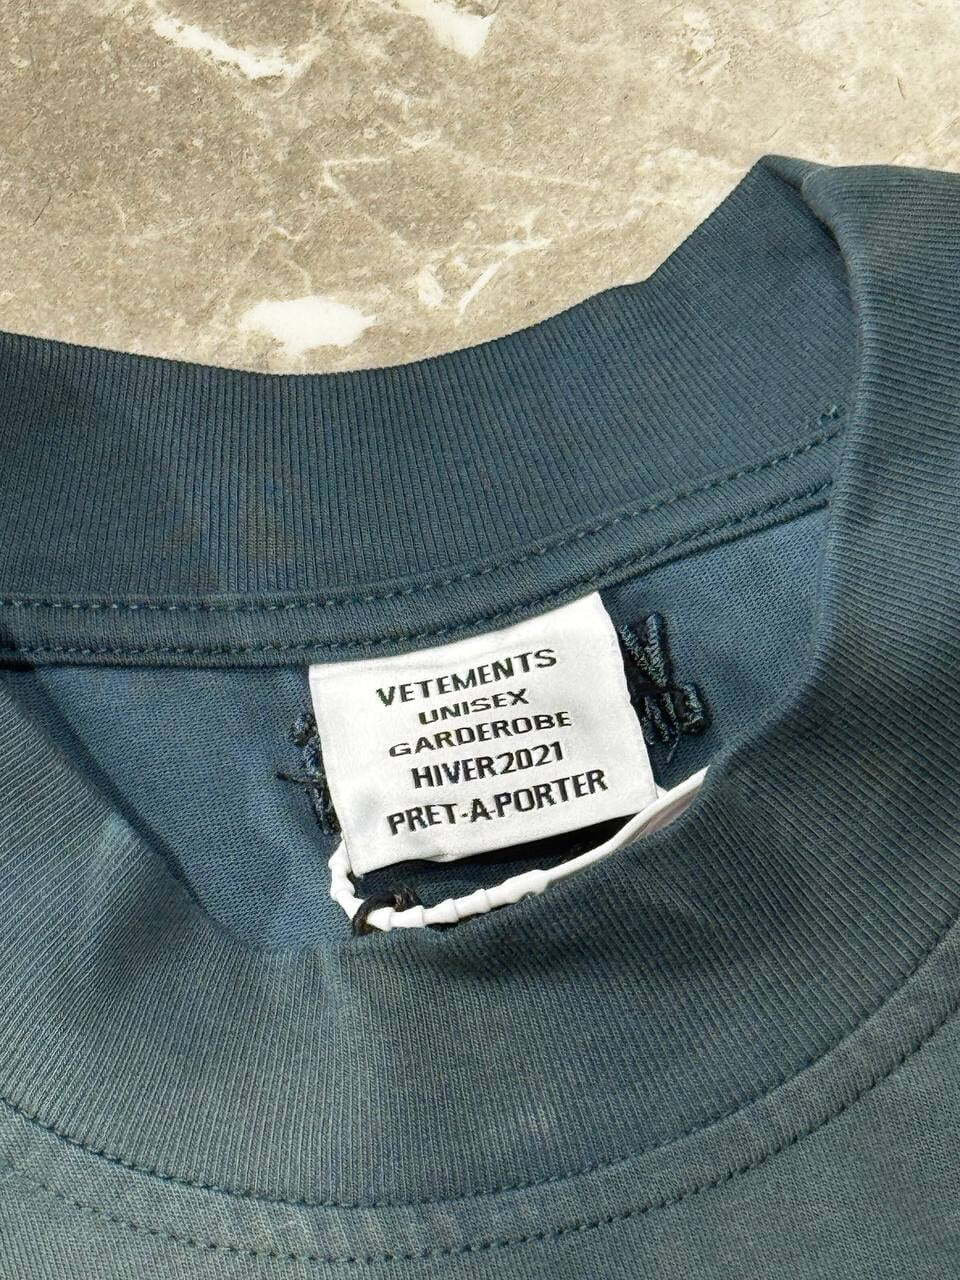 VETEMENTS
UNISEX
GARDEROBE
HIVER2021
PRET-A-PORTER